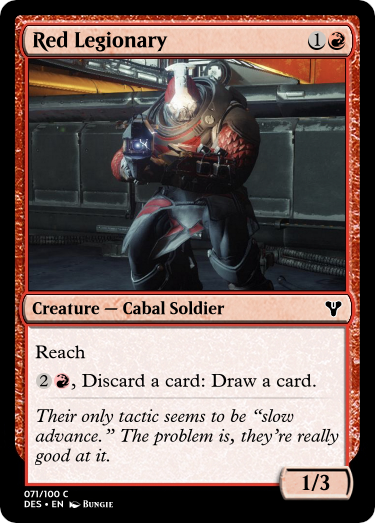 Red Legionary 1
Creature — Cabal Soldier
Reach
2 , Discard a card: Draw a card.
Their only tactic seems to be “slow
advance.” The problem is, they’re really
good at it.
1/3
071/100 C
DES • EN Bungie